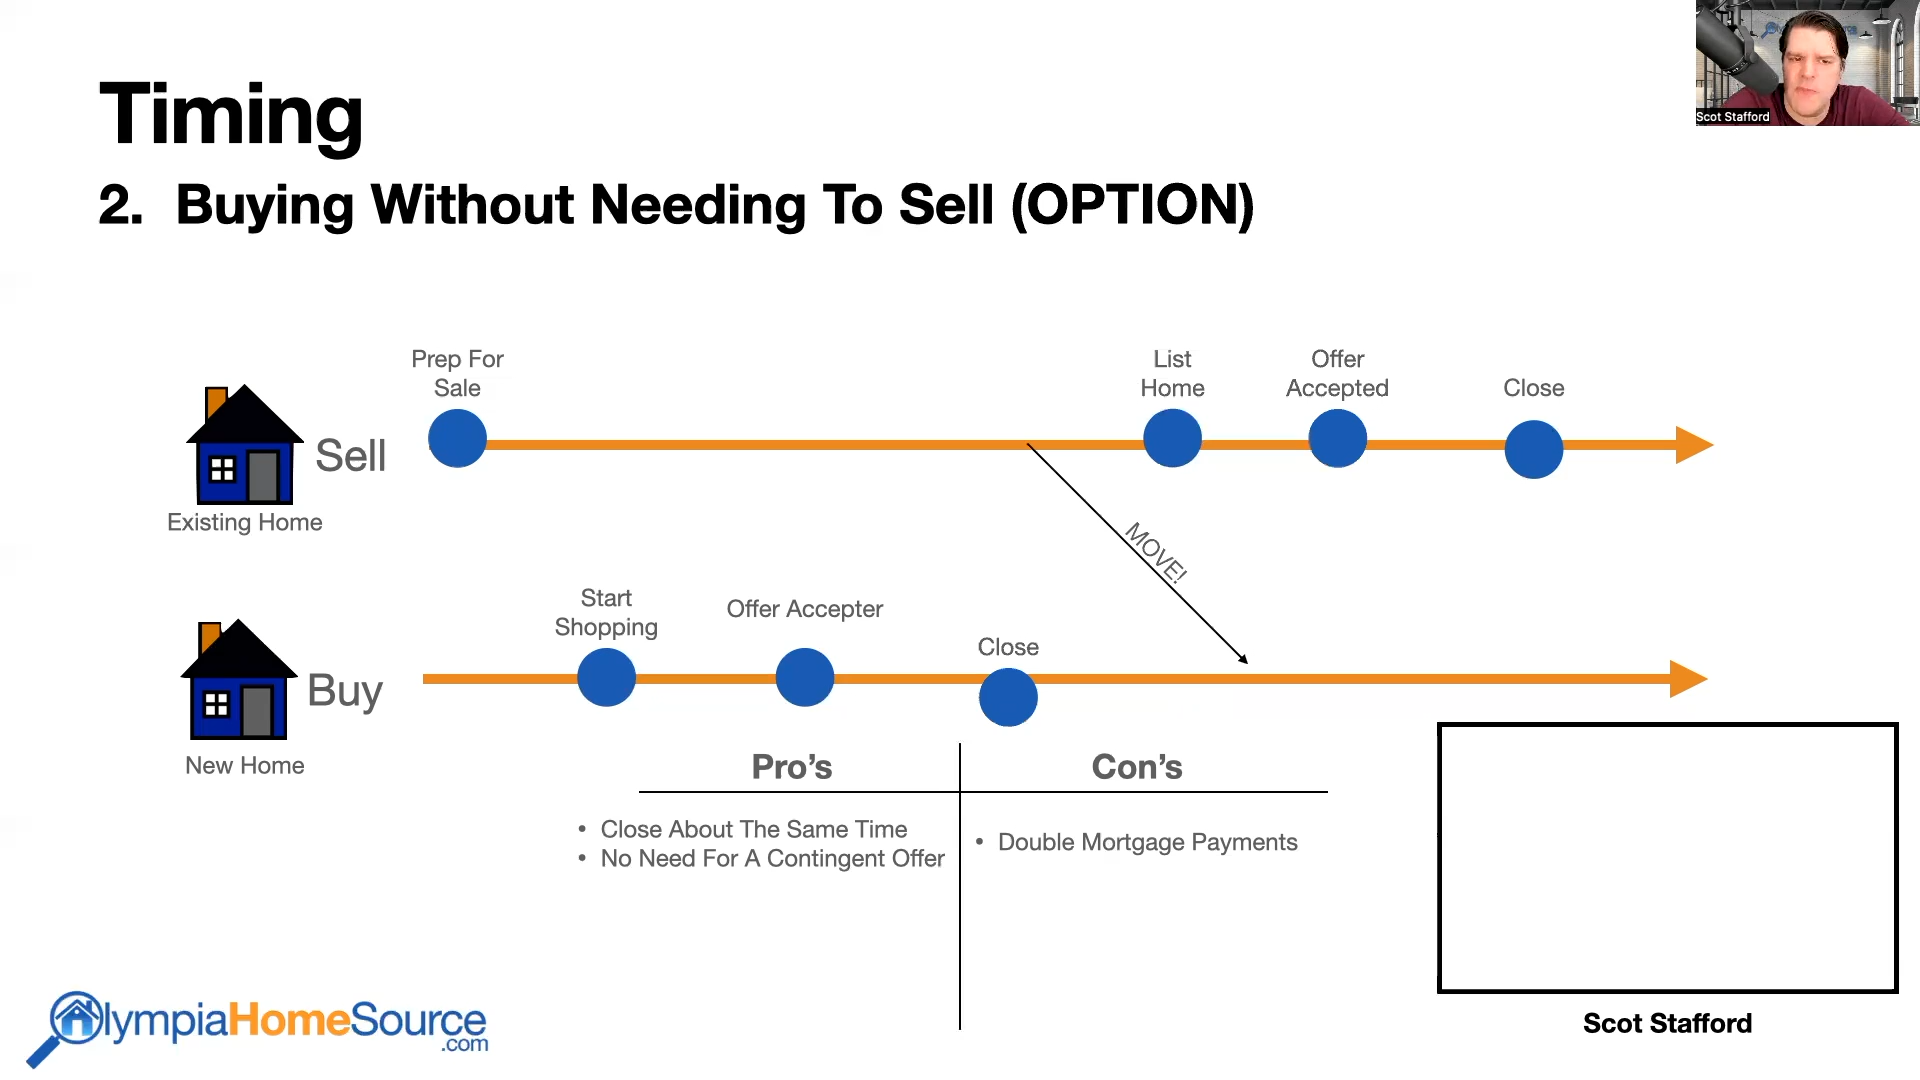 Timing
2. Buying Without Needing To Sell (OPTION)
Scot Stafford
Prep For
Sale
List
Home
Offer
Accepted
Close
Sell
Existing Home
MOVE!
Start
Shopping
Offer Accepter
Close
Buy
New Home
Pro's
Con's
• Close About The Same Time
• No Need For A Contingent Offer
• Double Mortgage Payments
OlympiaHomeSource
.com
Scot Stafford